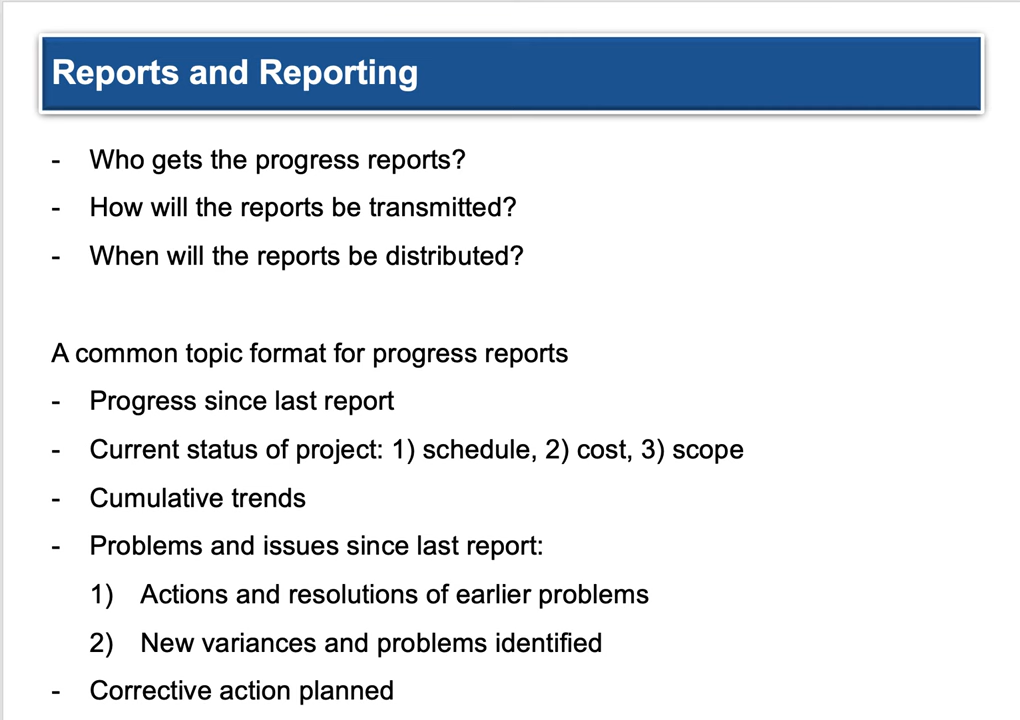 Reports and Reporting
- Who gets the progress reports?
- How will the reports be transmitted?
- When will the reports be distributed?
A common topic format for progress reports
- Progress since last report
- Current status of project: 1) schedule, 2) cost, 3) scope
- Cumulative trends
- Problems and issues since last report:
1) Actions and resolutions of earlier problems
2) New variances and problems identified
- Corrective action planned